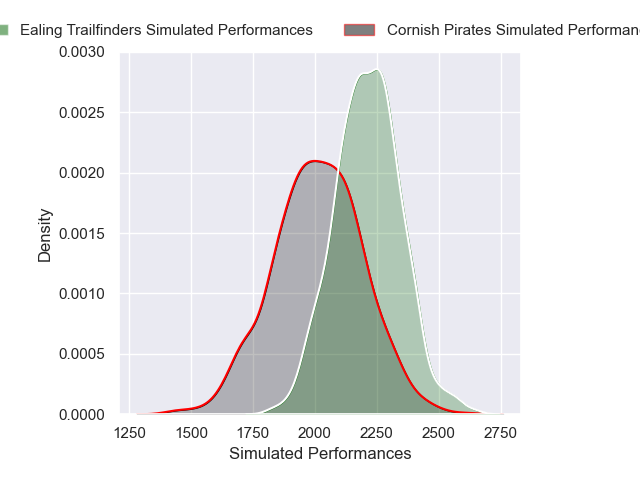 Ealing Trailfinders Simulated Performances Cornish Pirates Simulated
0.0030
0.0025
0.0020
0.0015
0.0010
0.0005
0.0000
Density
1250 1500 1750 2000 2250 2500 2750
Simulated Performances